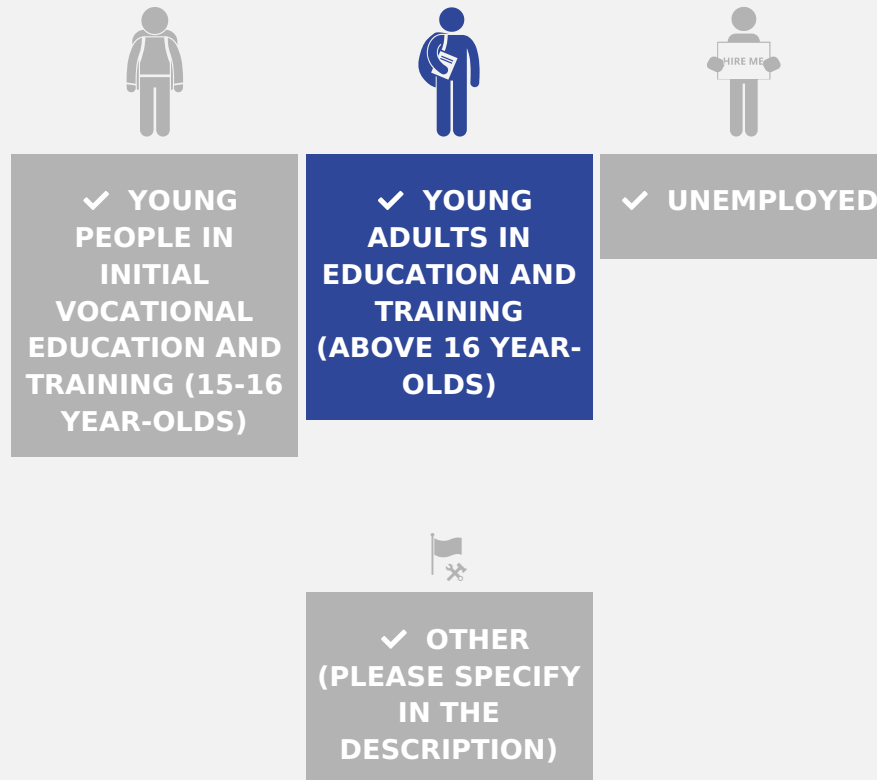 HIRE ME
YOUNG
PEOPLE IN
INITIAL
VOCATIONAL
EDUCATION AND
TRAINING (15-16
YEAR-OLDS)
YOUNG
ADULTS IN
EDUCATION AND
TRAINING
(ABOVE 16 YEAR-
OLDS)
UNEMPLOYED
OTHER
(PLEASE SPECIFY
IN THE
DESCRIPTION)